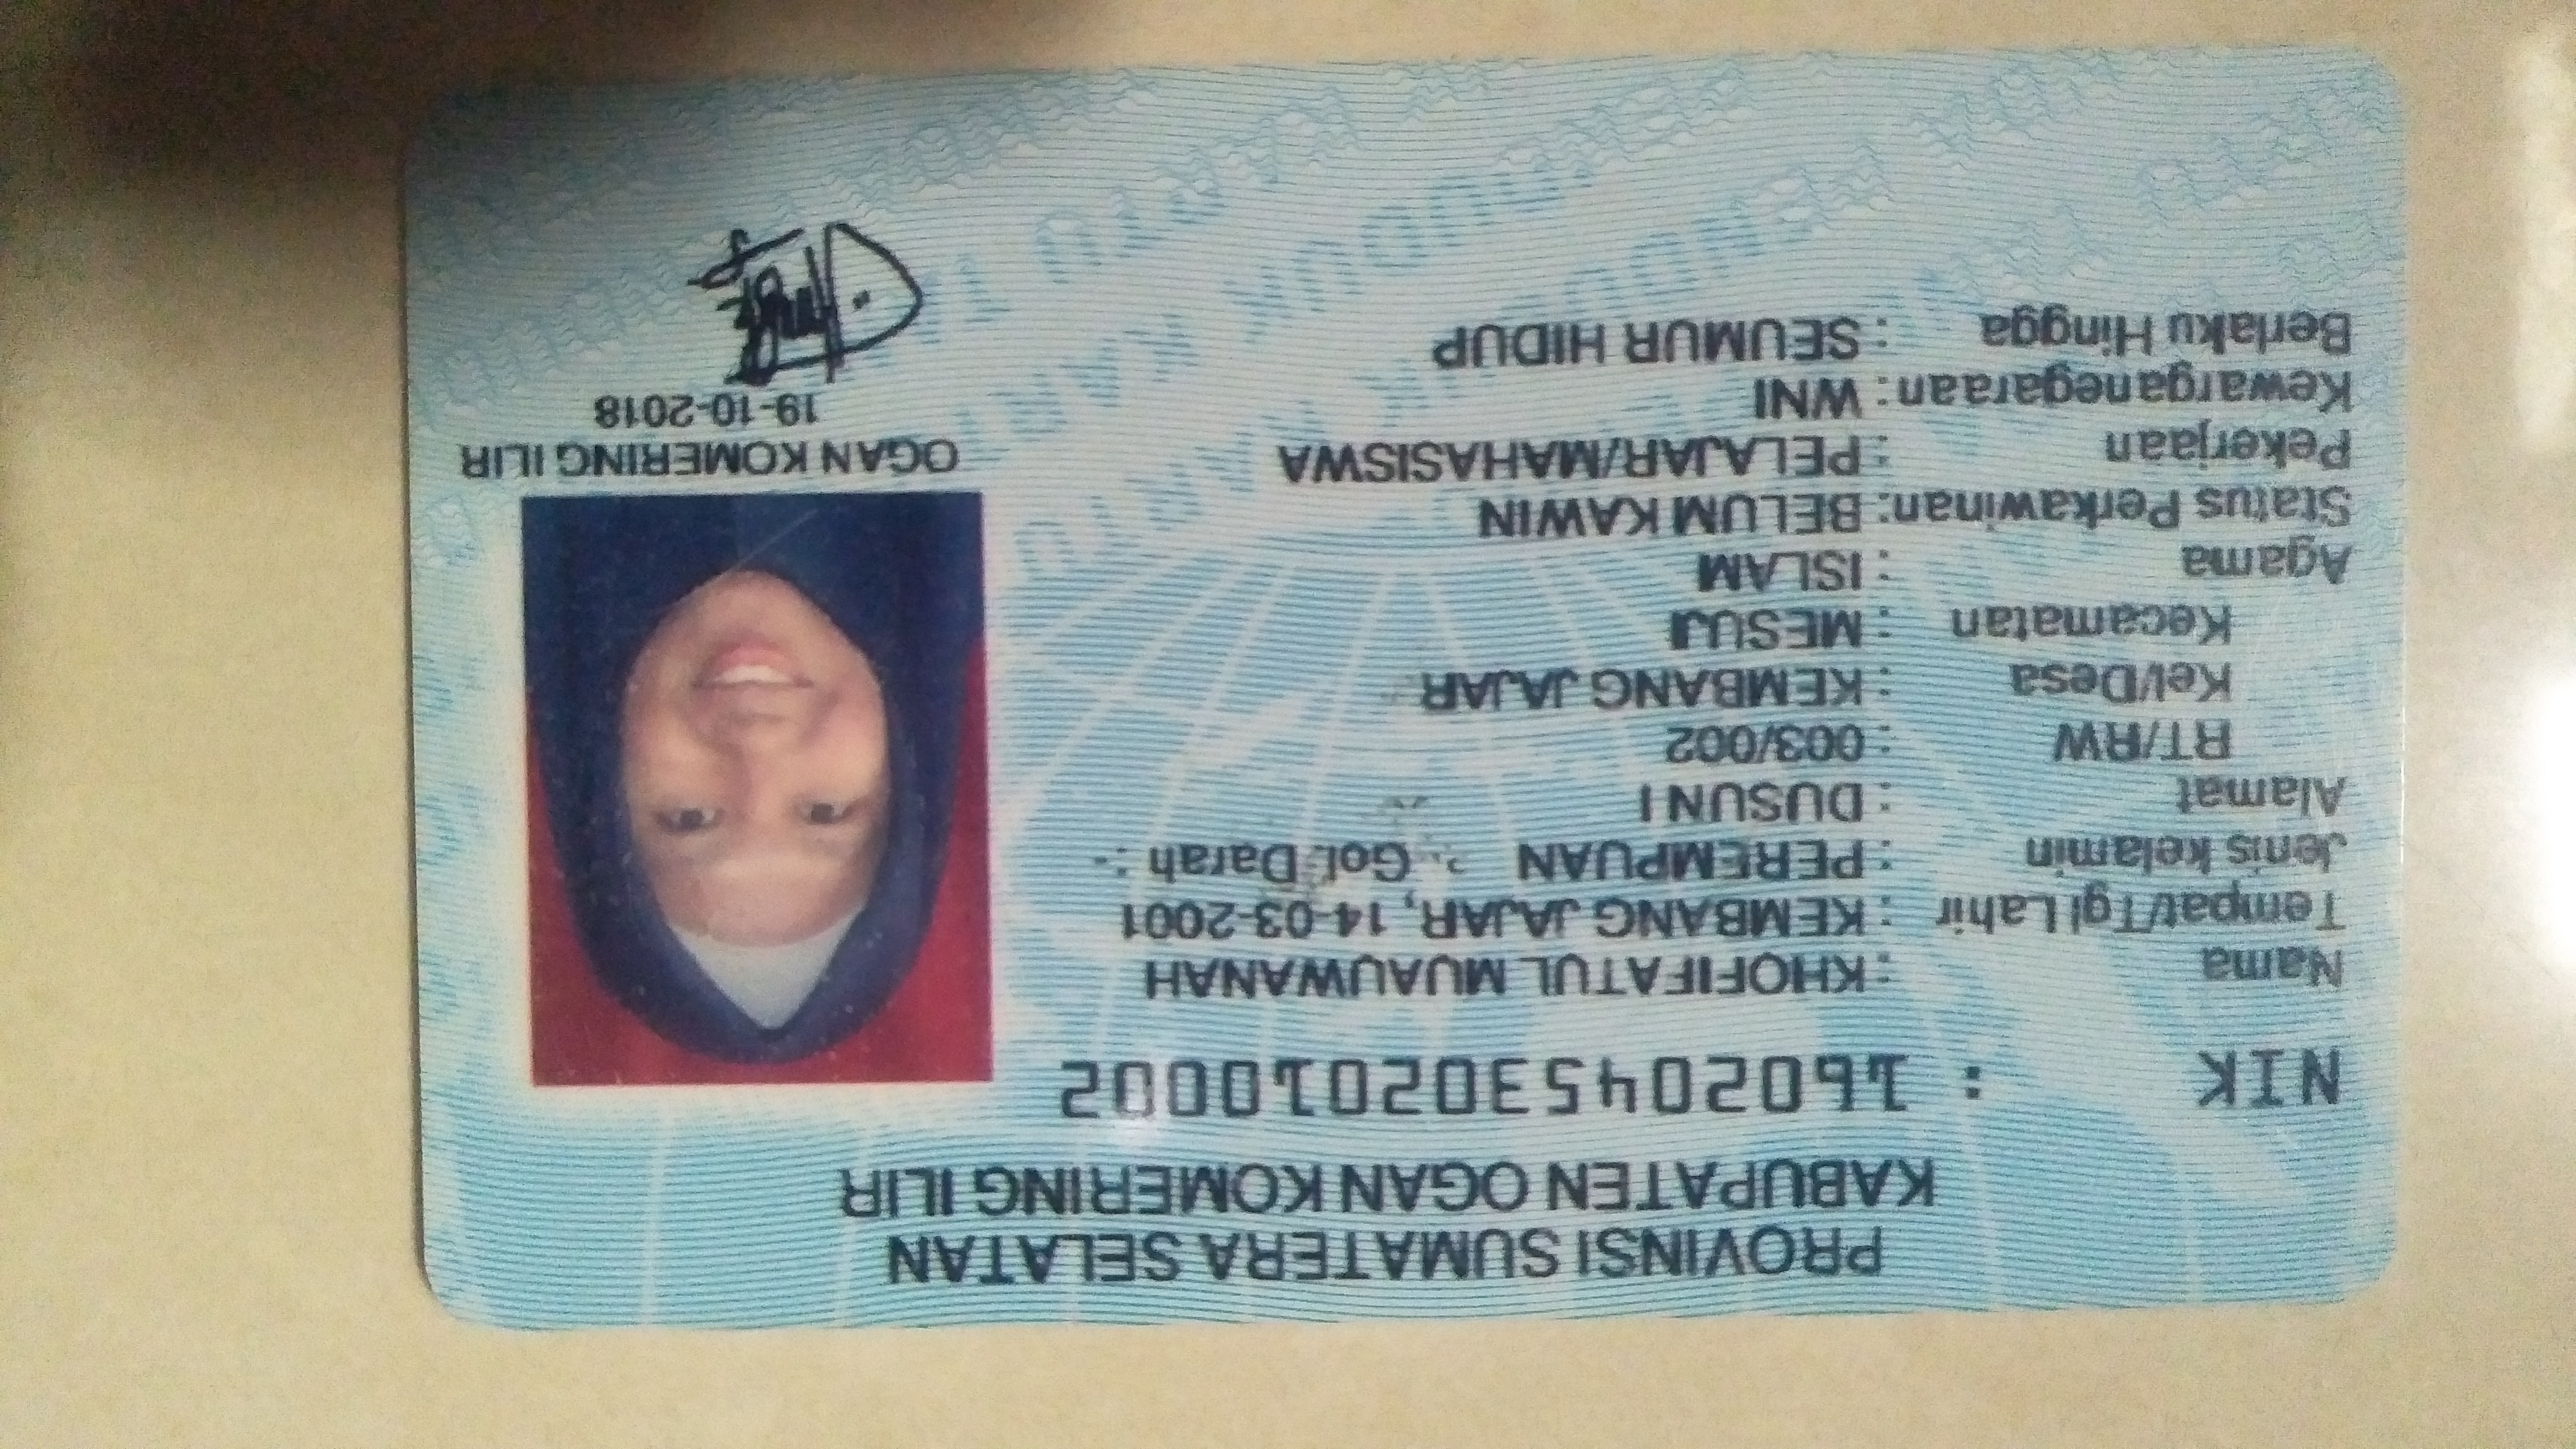 PROVINSI SUMATERA SELATAN
KABUPATEN OGAN KOMERING ILIR
NIK : 1602045302010002
Nama : KHOFIFATUL MUAUWANAH
Tempat/Tgl Lahir : KEMBANG JAJAR, 14-03-2001
Jenis kelamin : PEREMPUAN Gol. Darah : -
Alamat : DUSUN I
RT/RW : 003/002
Kel/Desa : KEMBANG JAJAR
Kecamatan : MESUJI
Agama : ISLAM
Status Perkawinan: BELUM KAWIN
Pekerjaan : PELAJAR/MAHASISWA
Kewarganegaraan: WNI
Berlaku Hingga : SEUMUR HIDUP
OGAN KOMERING ILIR
19-10-2018